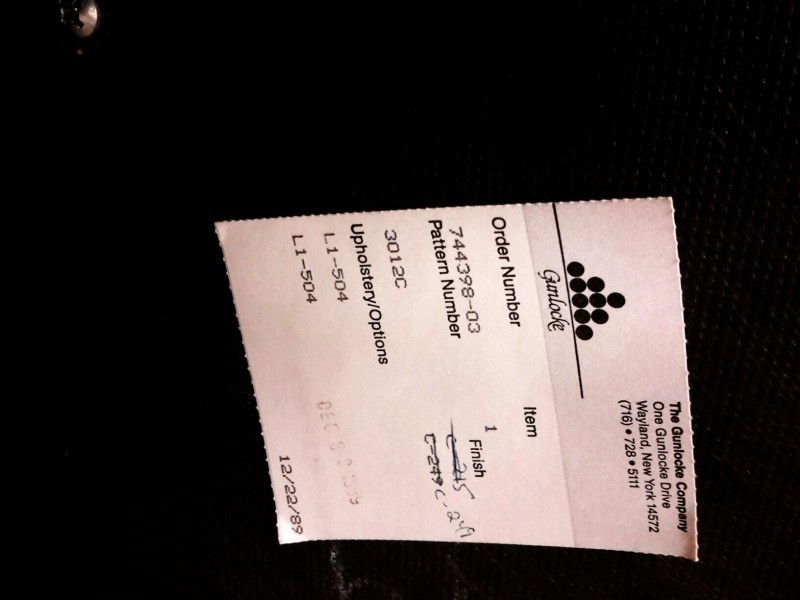 Gunlocke
The Gunlocke Company
One Gunlocke Drive
Wayland, New York 14572
(716) • 728 • 5111
Order Number Item
744398-03 1
Pattern Number Finish
3012C
Upholstery/Options
L1-504
L1-504
12/22/89